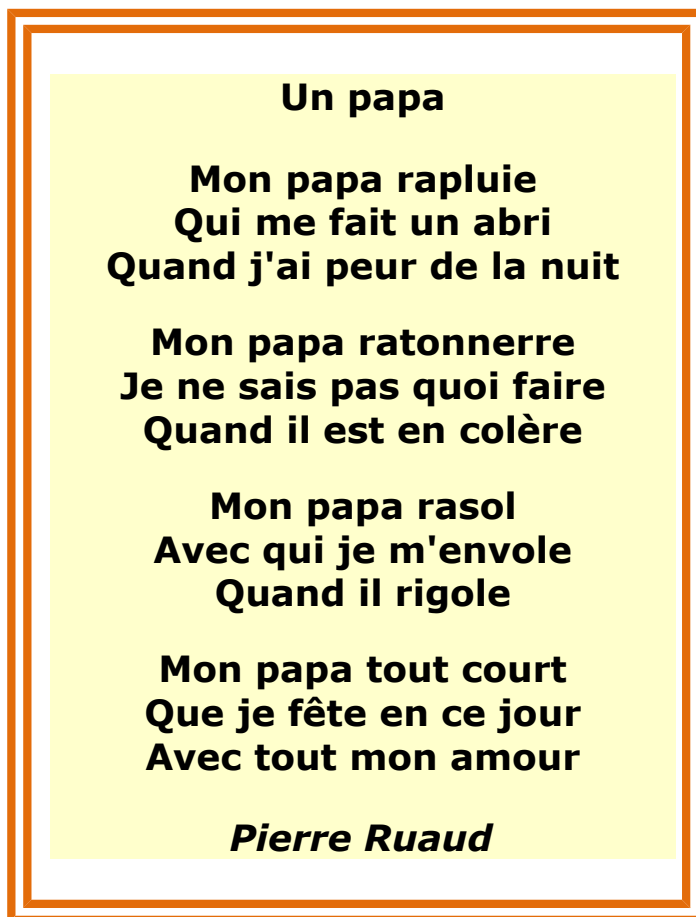 Un papa
Mon papa rapluie
Qui me fait un abri
Quand j'ai peur de la nuit
Mon papa ratonnerre
Je ne sais pas quoi faire
Quand il est en colère
Mon papa rasol
Avec qui je m'envole
Quand il rigole
Mon papa tout court
Que je fête en ce jour
Avec tout mon amour
Pierre Ruaud